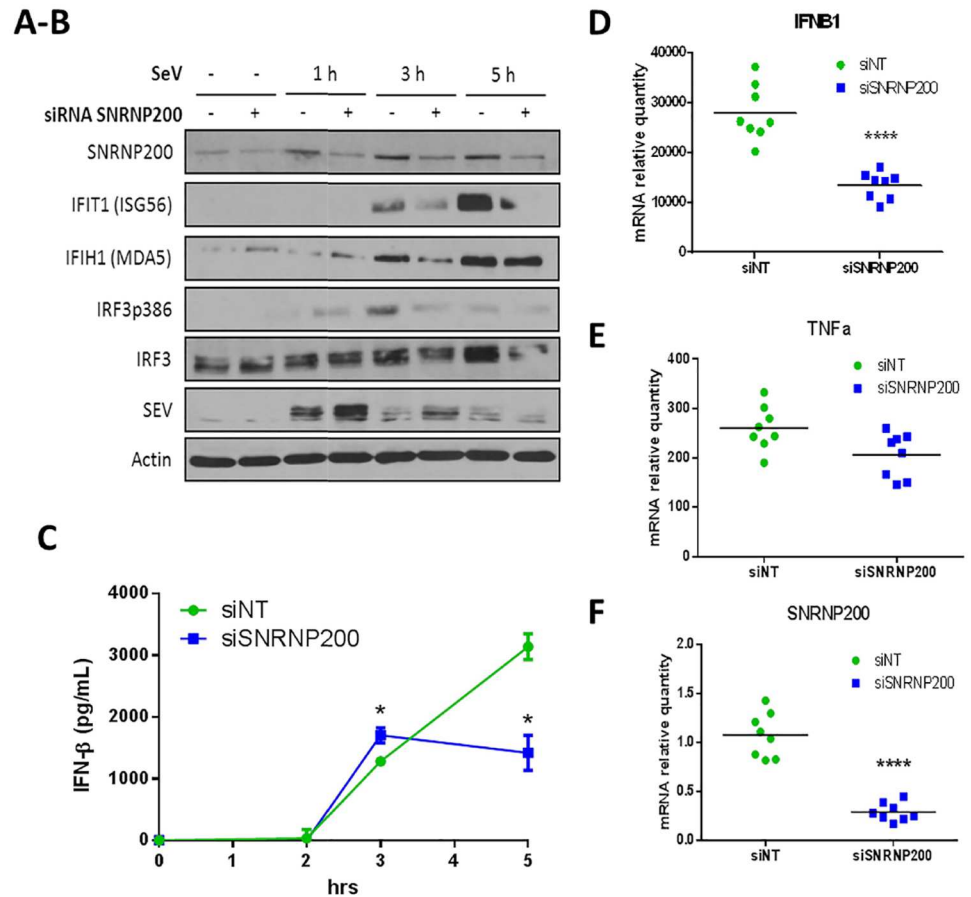 A-B
SeV - - 1 h 3 h 5 h
siRNA SNRNP200 - + - + - + - +
SNRNP200
IFIT1 (ISG56)
IFIH1 (MDA5)
IRF3p386
IRF3
SEV
Actin
C
4000
3000
2000
1000
0
IFN-β (pg/mL)
siNT
siSNRNP200
*
*
0 1 2 3 4 5
hrs
D
IFNB1
40000
30000
20000
10000
0
mRNA relative quantity
siNT
siSNRNP200
****
siNT siSNRNP200
E
TNFa
400
300
200
100
0
mRNA relative quantity
siNT
siSNRNP200
siNT siSNRNP200
F
SNRNP200
2.0
1.5
1.0
0.5
0.0
mRNA relative quantity
siNT
siSNRNP200
****
siNT siSNRNP200